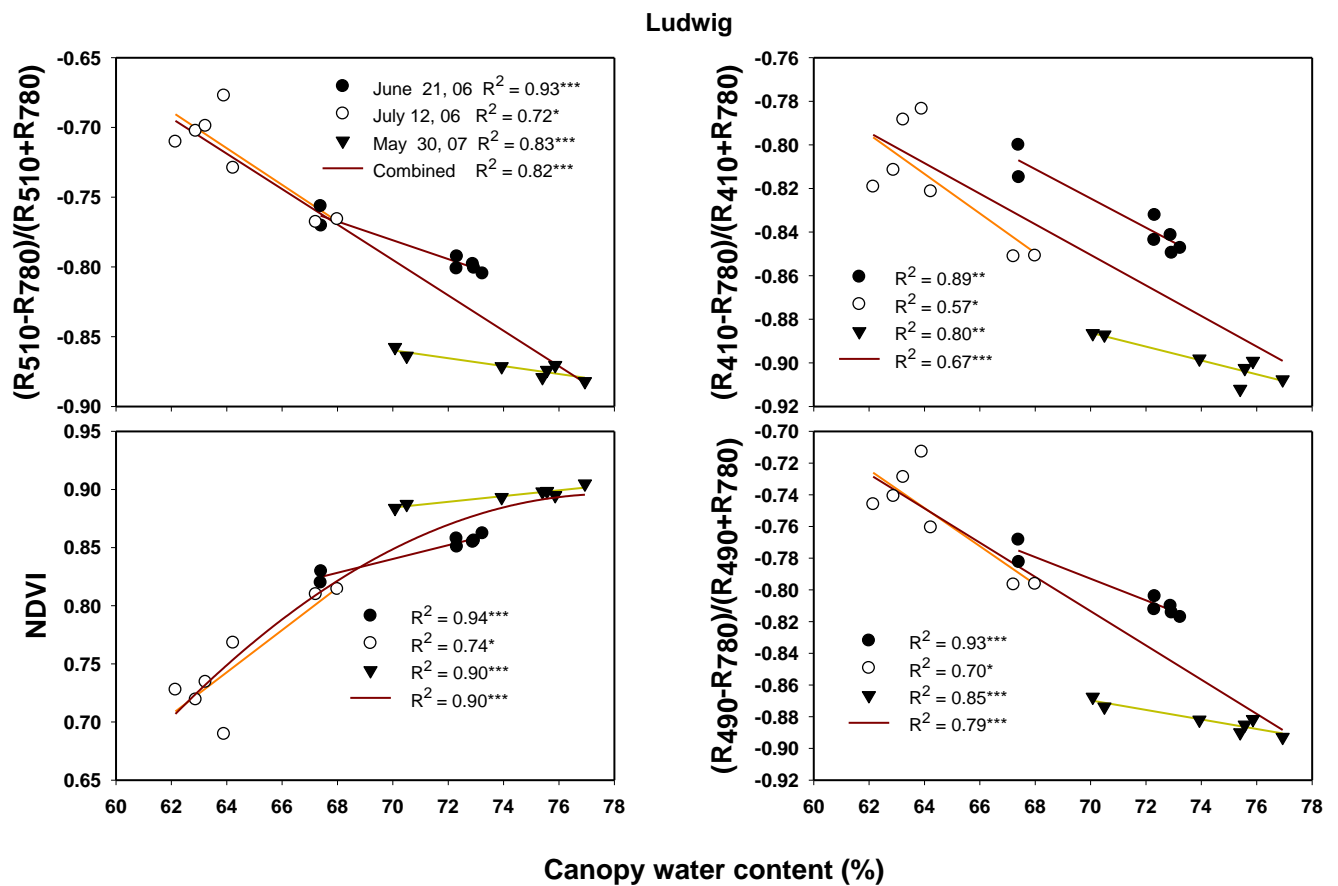 Ludwig
(R510-R780)/(R510+R780)
-0.65
-0.70
-0.75
-0.80
-0.85
-0.90
June 21, 06 R2 = 0.93***
July 12, 06 R2 = 0.72*
May 30, 07 R2 = 0.83***
Combined R2 = 0.82***
(R410-R780)/(R410+R780)
-0.76
-0.78
-0.80
-0.82
-0.84
-0.86
-0.88
-0.90
-0.92
R2 = 0.89**
R2 = 0.57*
R2 = 0.80**
R2 = 0.67***
NDVI
0.95
0.90
0.85
0.80
0.75
0.70
0.65
R2 = 0.94***
R2 = 0.74*
R2 = 0.90***
R2 = 0.90***
60 62 64 66 68 70 72 74 76 78
(R490-R780)/(R490+R780)
-0.70
-0.72
-0.74
-0.76
-0.78
-0.80
-0.82
-0.84
-0.86
-0.88
-0.90
-0.92
R2 = 0.93***
R2 = 0.70*
R2 = 0.85***
R2 = 0.79***
60 62 64 66 68 70 72 74 76 78
Canopy water content (%)